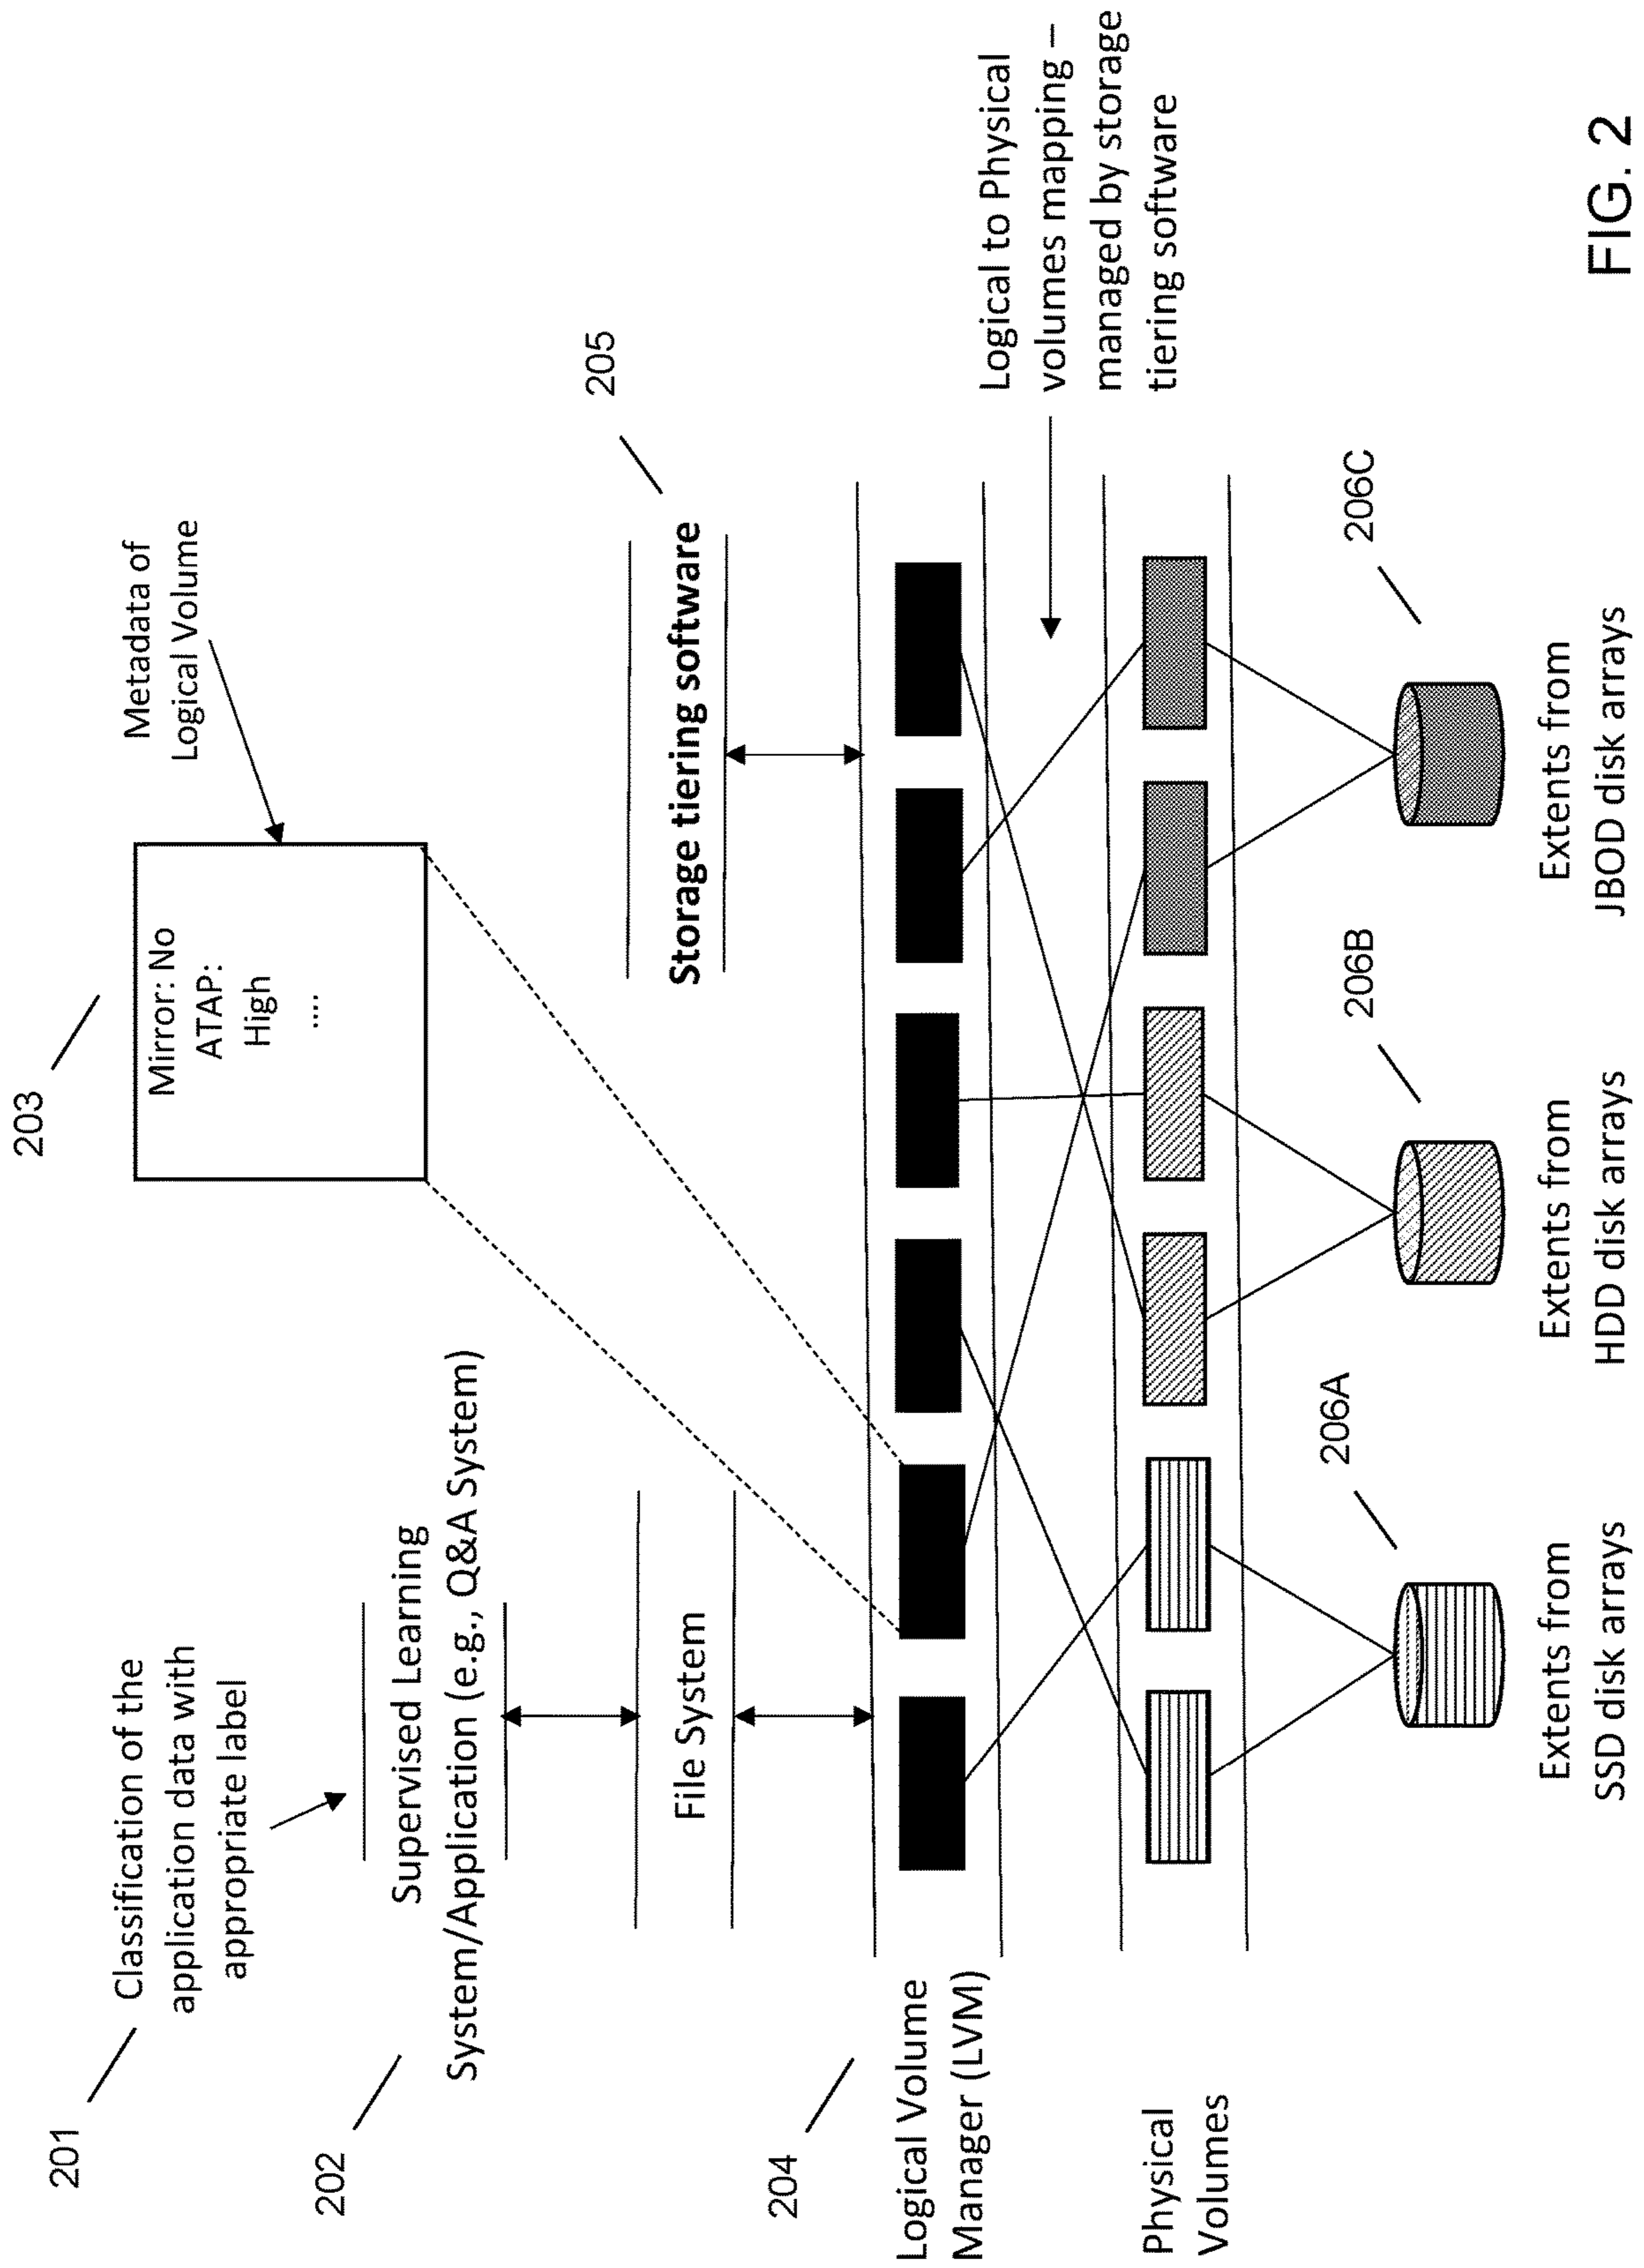 201
Classification of the
application data with
appropriate label
202
Supervised Learning
System/Application (e.g., Q&A System)
File System
203
Mirror: No
ATAP:
High
....
Metadata of
Logical Volume
205
Storage tiering software
204
Logical Volume
Manager (LVM)
Logical to Physical
volumes mapping –
managed by storage
tiering software
Physical
Volumes
206A
206B
206C
Extents from
SSD disk arrays
Extents from
HDD disk arrays
Extents from
JBOD disk arrays
FIG. 2